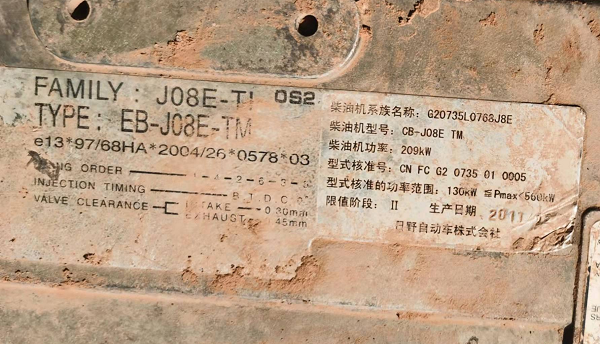 FAMILY : J08E-TI
OS2
TYPE : EB-J08E-TM
e13*97/68HA*2004/26*0578*03
ORDER
INJECTION TIMING B.T.D.C.
VALVE CLEARANCE
0.30mm
EXHAUST 45mm
柴油机系族名称: G20735L0768J8E
柴油机型号: CB-J08E TM
柴油机功率: 209kW
型式核准号: CN FC G2 0735 01 0005
型式核准的功率范围: 130kW ≦Pmax<560kW
限值阶段: II 生产日期 2011
日野自动车株式会社